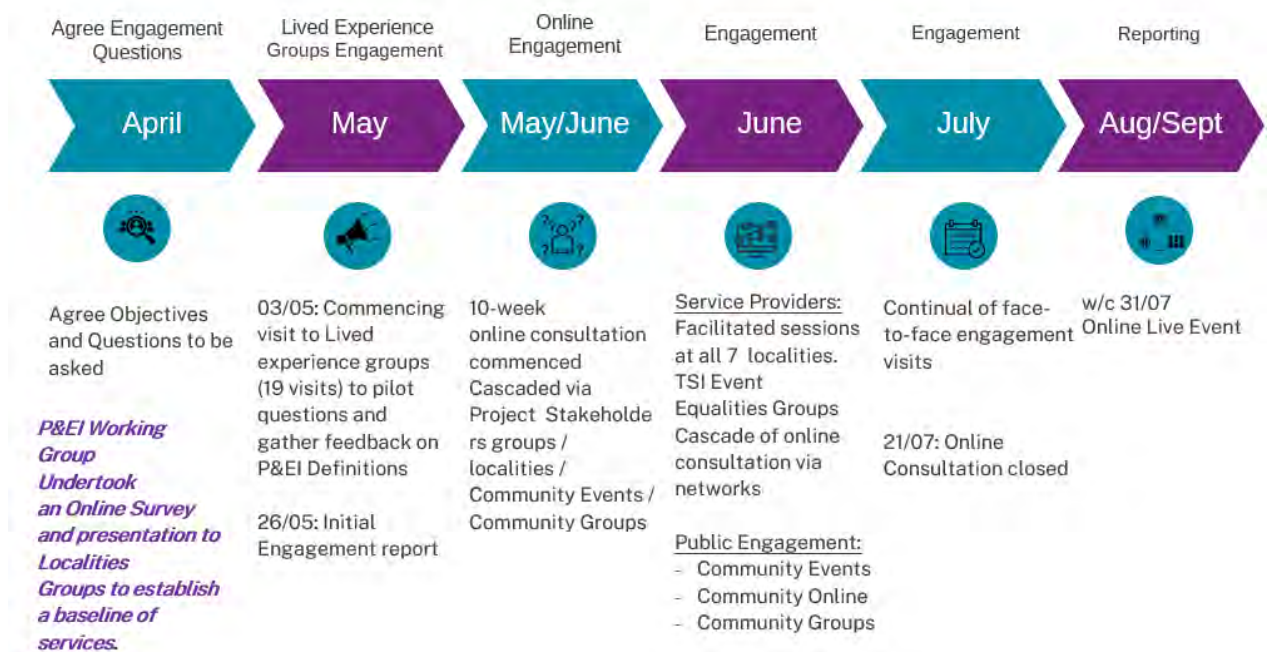 Agree Engagement
Questions
Lived Experience
Groups Engagement
Online
Engagement
Engagement
Engagement
Reporting
April
May
May/June
June
July
Aug/Sept
Agree Objectives
and Questions to be
asked
P&EI Working
Group
Undertook
an Online Survey
and presentation to
Localities
Groups to establish
a baseline of
services.
03/05: Commencing
visit to Lived
experience groups
(19 visits) to pilot
questions and
gather feedback on
P&EI Definitions
26/05: Initial
Engagement report
10-week
online consultation
commenced
Cascaded via
Project Stakeholde
rs groups /
localities /
Community Events /
Community Groups
Service Providers:
Facilitated sessions
at all 7 localities.
TSI Event
Equalities Groups
Cascade of online
consultation via
networks
Public Engagement:
- Community Events
- Community Online
- Community Groups
Continual of face-
to-face engagement
visits
21/07: Online
Consultation closed
w/c 31/07
Online Live Event